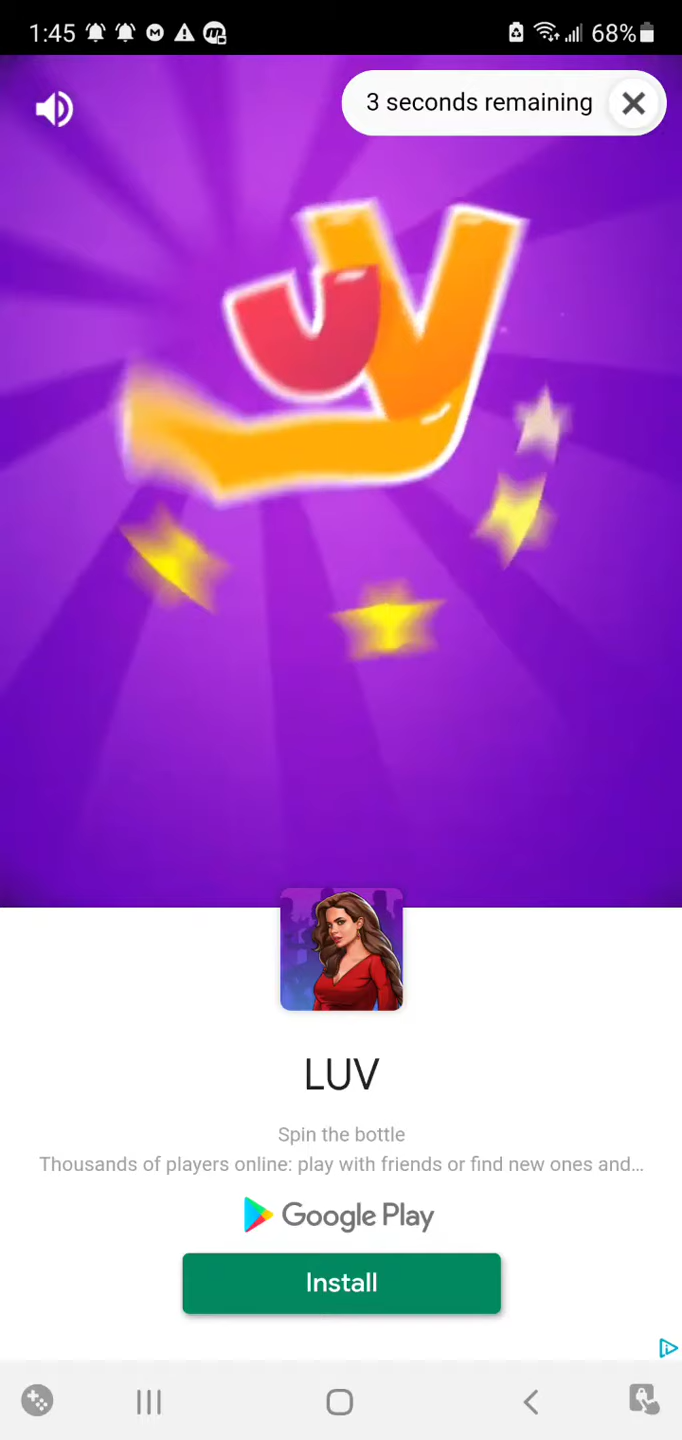 1:45
68%
3 seconds remaining
LUV
LUV
Spin the bottle
Thousands of players online: play with friends or find new ones and...
Google Play
Install